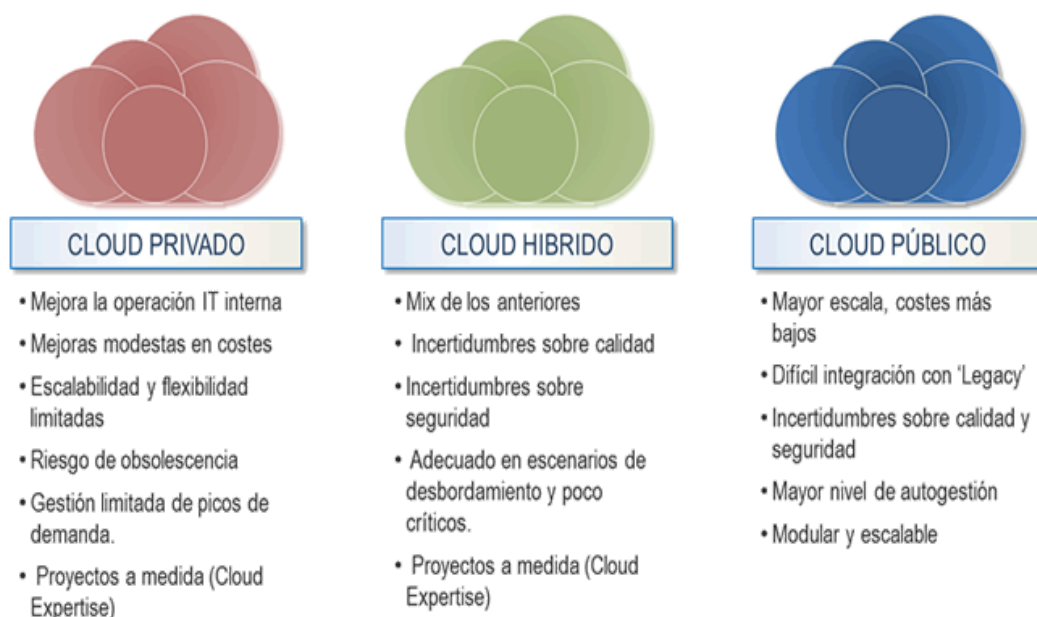 CLOUD PRIVADO
• Mejora la operación IT interna
• Mejoras modestas en costes
• Escalabilidad y flexibilidad
limitadas
• Riesgo de obsolescencia
• Gestión limitada de picos de
demanda.
• Proyectos a medida (Cloud
Expertise)
CLOUD HIBRIDO
• Mix de los anteriores
• Incertidumbres sobre calidad
• Incertidumbres sobre
seguridad
• Adecuado en escenarios de
desbordamiento y poco
críticos.
• Proyectos a medida (Cloud
Expertise)
CLOUD PÚBLICO
• Mayor escala, costes más
bajos
• Difícil integración con ‘Legacy’
• Incertidumbres sobre calidad y
seguridad
• Mayor nivel de autogestión
• Modular y escalable